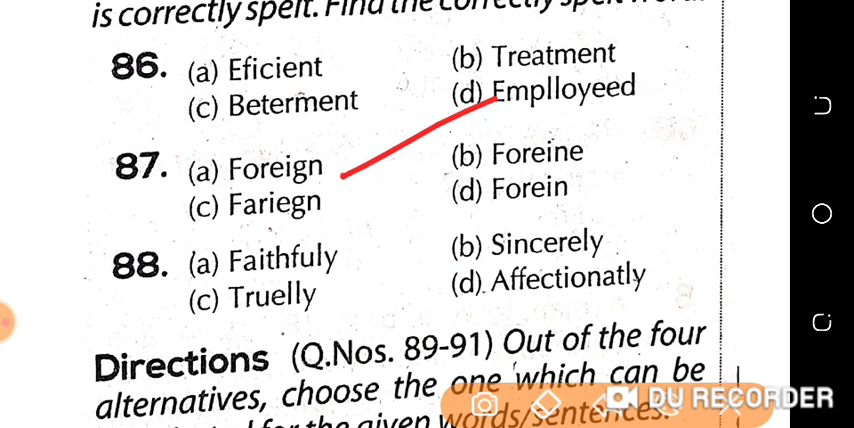 is correctly spelt. Find the correctly spelt
86. (a) Eficient (b) Treatment
(c) Beterment (d) Emplloyeed
87. (a) Foreign (b) Foreine
(c) Fariegn (d) Forein
88. (a) Faithfuly (b) Sincerely
(c) Truelly (d) Affectionatly
Directions (Q.Nos. 89-91) Out of the four
alternatives, choose the one which can be
for the given words/sentences.
DU RECORDER